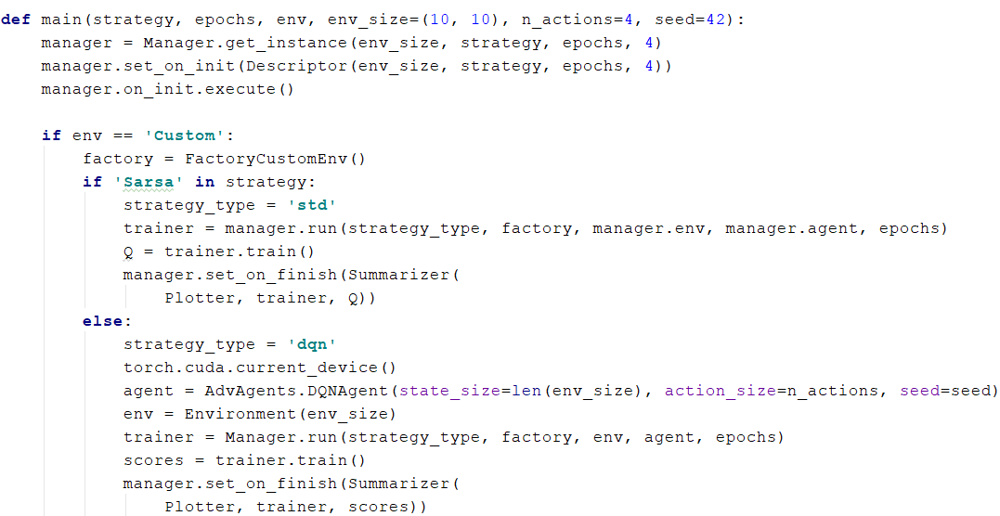 def main(strategy, epochs, env, env_size=(10, 10), n_actions=4, seed=42):
    manager = Manager.get_instance(env_size, strategy, epochs, 4)
    manager.set_on_init(Descriptor(env_size, strategy, epochs, 4))
    manager.on_init.execute()

    if env == 'Custom':
        factory = FactoryCustomEnv()
        if 'Sarsa' in strategy:
            strategy_type = 'std'
            trainer = manager.run(strategy_type, factory, manager.env, manager.agent, epochs)
            Q = trainer.train()
            manager.set_on_finish(Summarizer(
                Plotter, trainer, Q))
        else:
            strategy_type = 'dqn'
            torch.cuda.current_device()
            agent = AdvAgents.DQNAgent(state_size=len(env_size), action_size=n_actions, seed=seed)
            env = Environment(env_size)
            trainer = Manager.run(strategy_type, factory, env, agent, epochs)
            scores = trainer.train()
            manager.set_on_finish(Summarizer(
                Plotter, trainer, scores))